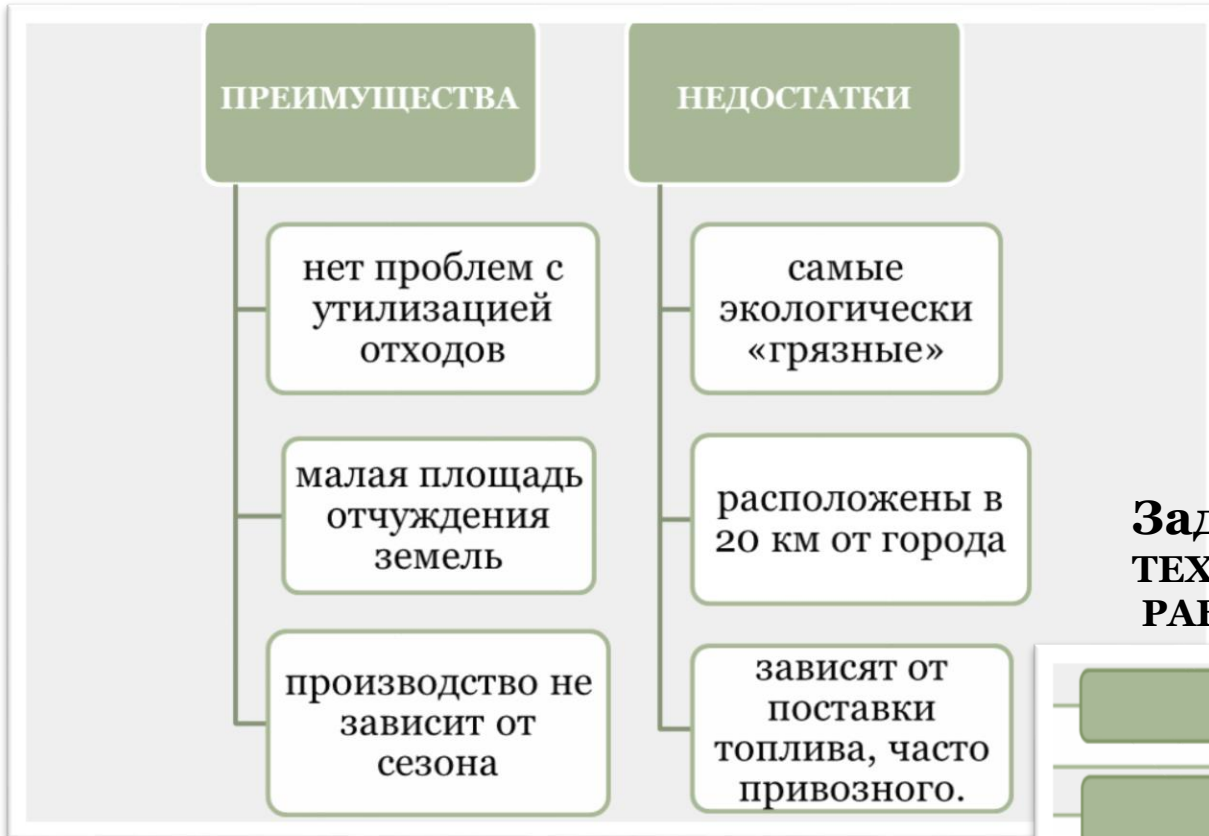 ПРЕИМУЩЕСТВА
нет проблем с
утилизацией
отходов
малая площадь
отчуждения
земель
производство не
зависит от
сезона
НЕДОСТАТКИ
самые
экологически
«грязные»
расположены в
20 км от города
зависят от
поставки
топлива, часто
привозного.